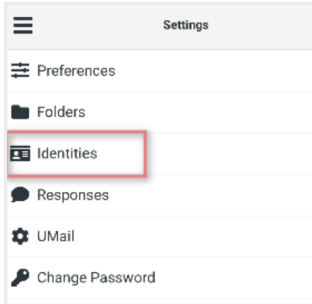 Settings
Preferences
Folders
Identities
Responses
UMail
Change Password